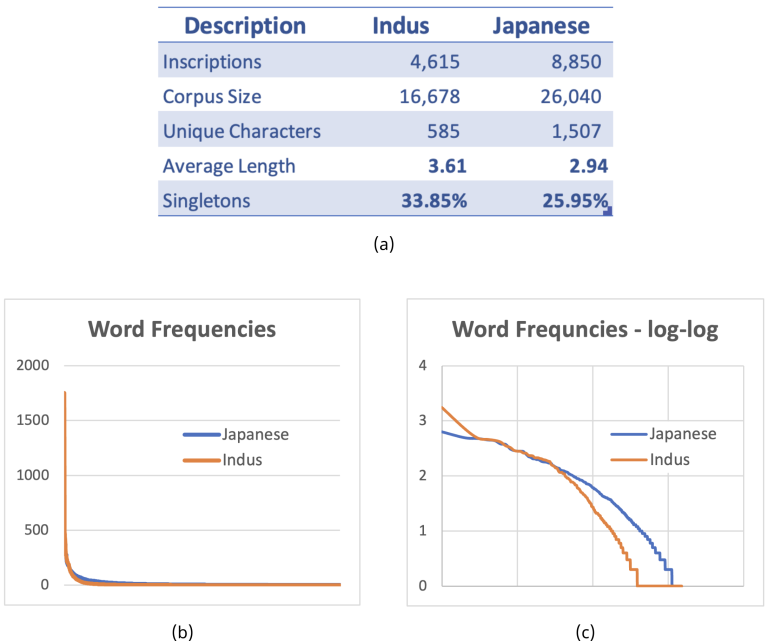 Description Indus Japanese
Inscriptions 4,615 8,850
Corpus Size 16,678 26,040
Unique Characters 585 1,507
Average Length 3.61 2.94
Singletons 33.85% 25.95%
(a)
Word Frequencies
2000
1500
1000
500
0
Japanese
Indus
(b)
Word Frequncies - log-log
4
3
2
1
0
Japanese
Indus
(c)